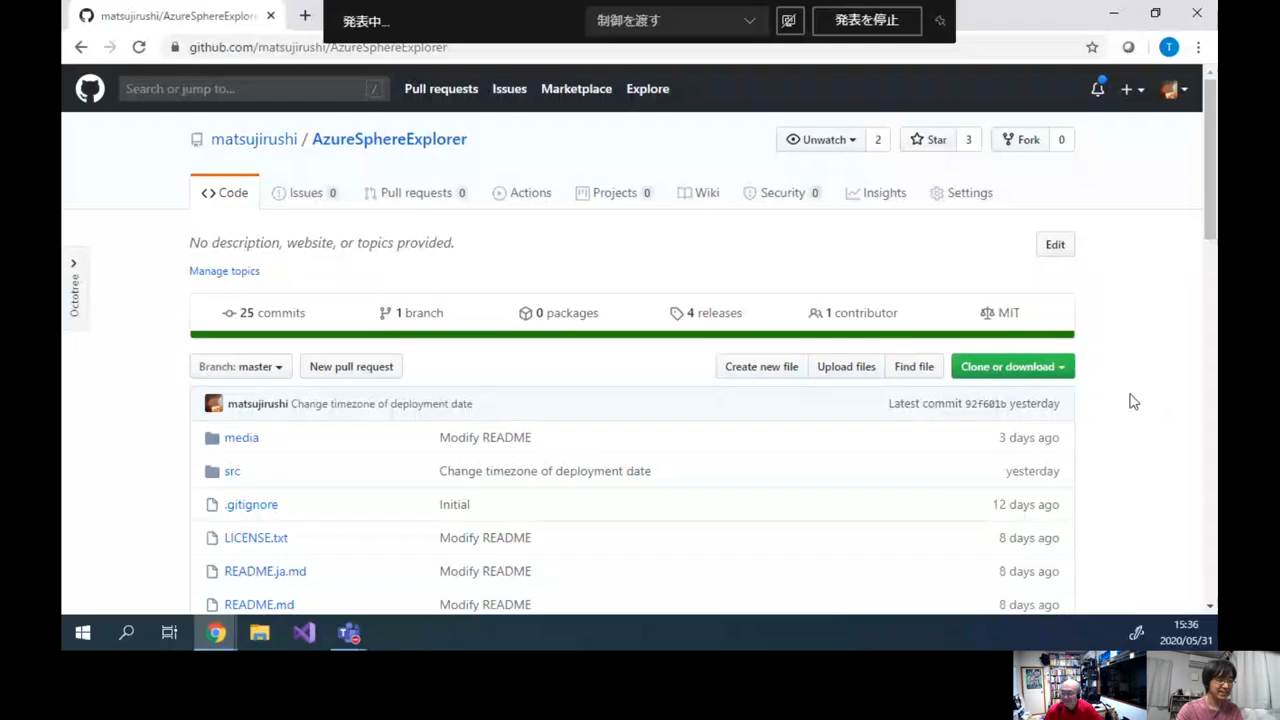 matsujirushi/AzureSphereExplor
発表中...
制御を渡す
発表を停止
github.com/matsujirushi/AzureSphereExplorer
T
Search or jump to...
/
Pull requests
Issues
Marketplace
Explore
matsujirushi / AzureSphereExplorer
Unwatch 2
Star 3
Fork 0
Code
Issues 0
Pull requests 0
Actions
Projects 0
Wiki
Security 0
Insights
Settings
No description, website, or topics provided.
Edit
Manage topics
Octotree
25 commits
1 branch
0 packages
4 releases
1 contributor
MIT
Branch: master
New pull request
Create new file
Upload files
Find file
Clone or download
matsujirushi Change timezone of deployment date
Latest commit 92f601b yesterday
media Modify README 3 days ago
src Change timezone of deployment date yesterday
.gitignore Initial 12 days ago
LICENSE.txt Modify README 8 days ago
README.ja.md Modify README 8 days ago
README.md Modify README 8 days ago
15:36
2020/05/31